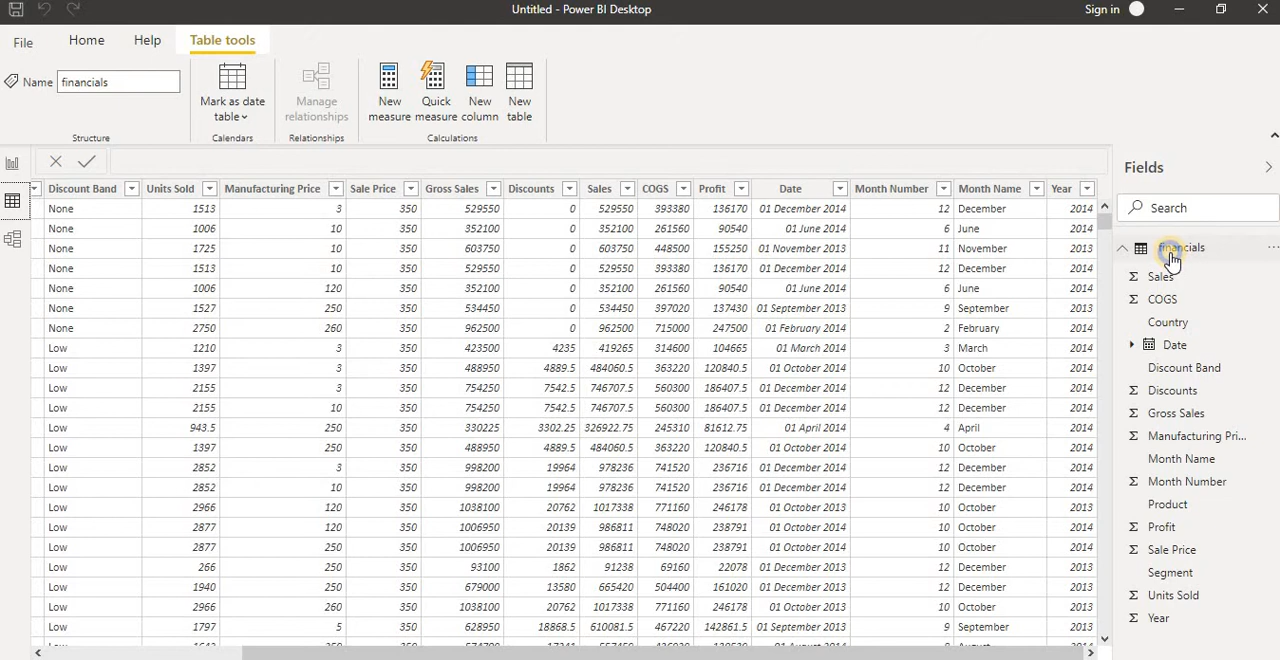 Untitled - Power BI Desktop
Sign in
File Home Help Table tools
Name financials
Mark as date table
Manage relationships
New measure
Quick measure
New column
New table
Structure Calendars Relationships Calculations
Fields
Search
Discount Band Units Sold Manufacturing Price Sale Price Gross Sales Discounts Sales COGS Profit Date Month Number Month Name Year
None 1513 3 350 529550 0 529550 393380 136170 01 December 2014 12 December 2014
None 1006 10 350 352100 0 352100 261560 90540 01 June 2014 6 June 2014
None 1725 10 350 603750 0 603750 448500 155250 01 November 2013 11 November 2013
None 1513 10 350 529550 0 529550 393380 136170 01 December 2014 12 December 2014
None 1006 120 350 352100 0 352100 261560 90540 01 June 2014 6 June 2014
None 1527 250 350 534450 0 534450 397020 137430 01 September 2013 9 September 2013
None 2750 260 350 962500 0 962500 715000 247500 01 February 2014 2 February 2014
Low 1210 3 350 423500 4235 419265 314600 104665 01 March 2014 3 March 2014
Low 1397 3 350 488950 4889.5 484060.5 363220 120840.5 01 October 2014 10 October 2014
Low 2155 3 350 754250 7542.5 746707.5 560300 186407.5 01 December 2014 12 December 2014
Low 2155 10 350 754250 7542.5 746707.5 560300 186407.5 01 December 2014 12 December 2014
Low 943.5 250 350 330225 3302.25 326922.75 245310 81612.75 01 April 2014 4 April 2014
Low 1397 250 350 488950 4889.5 484060.5 363220 120840.5 01 October 2014 10 October 2014
Low 2852 3 350 998200 19964 978236 741520 236716 01 December 2014 12 December 2014
Low 2852 10 350 998200 19964 978236 741520 236716 01 December 2014 12 December 2014
Low 2966 120 350 1038100 20762 1017338 771160 246178 01 October 2013 10 October 2013
Low 2877 120 350 1006950 20139 986811 748020 238791 01 October 2014 10 October 2014
Low 2877 250 350 1006950 20139 986811 748020 238791 01 October 2014 10 October 2014
Low 266 250 350 93100 1862 91238 69160 22078 01 December 2013 12 December 2013
Low 1940 250 350 679000 13580 665420 504400 161020 01 December 2013 12 December 2013
Low 2966 260 350 1038100 20762 1017338 771160 246178 01 October 2013 10 October 2013
Low 1797 5 350 628950 18868.5 610081.5 467220 142861.5 01 September 2013 9 September 2013
financials
Sales
COGS
Country
Date
Discount Band
Discounts
Gross Sales
Manufacturing Pri...
Month Name
Month Number
Product
Profit
Sale Price
Segment
Units Sold
Year